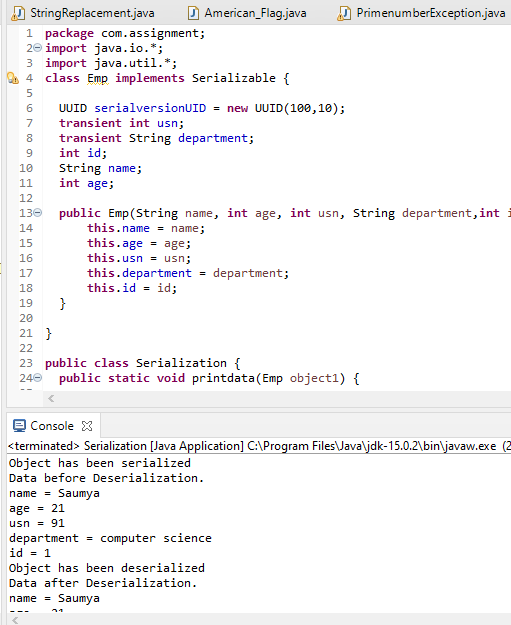 StringReplacement.java American_Flag.java PrimenumberException.java
1 package com.assignment;
2 import java.io.*;
3 import java.util.*;
4 class Emp implements Serializable {
5
6 UUID serialversionUID = new UUID(100,10);
7 transient int usn;
8 transient String department;
9 int id;
10 String name;
11 int age;
12
13 public Emp(String name, int age, int usn, String department,int i
14 this.name = name;
15 this.age = age;
16 this.usn = usn;
17 this.department = department;
18 this.id = id;
19 }
20
21 }
22
23 public class Serialization {
24 public static void printdata(Emp object1) {
Console
<terminated> Serialization [Java Application] C:\Program Files\Java\jdk-15.0.2\bin\javaw.exe (2
Object has been serialized
Data before Deserialization.
name = Saumya
age = 21
usn = 91
department = computer science
id = 1
Object has been deserialized
Data after Deserialization.
name = Saumya
age = 21